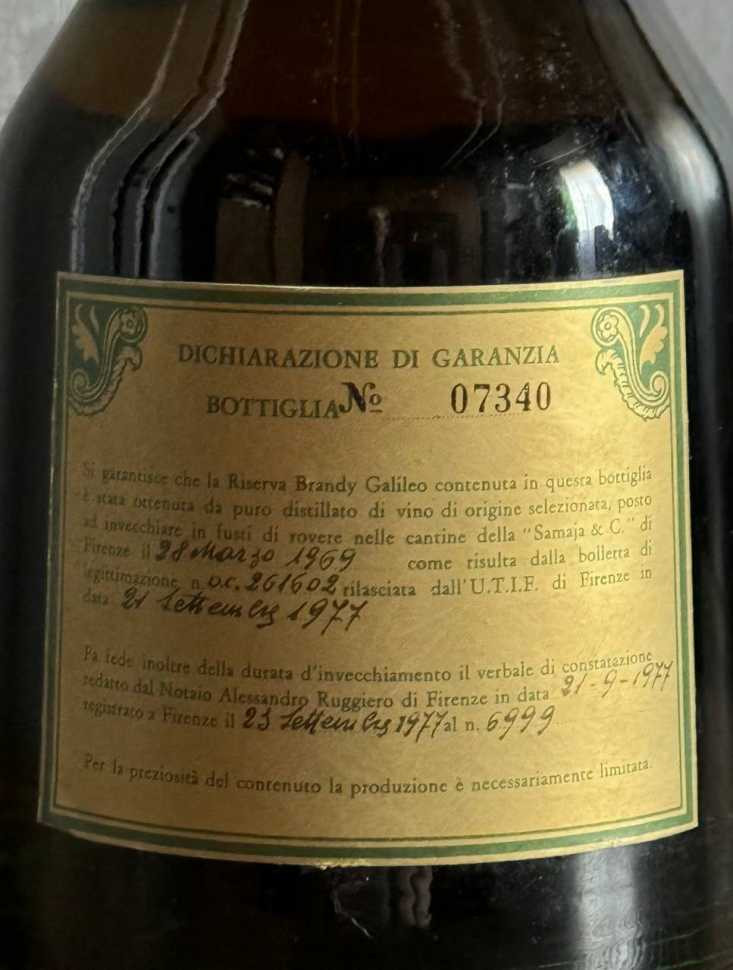 DICHIARAZIONE DI GARANZIA
BOTTIGLIA No 07340
Si garantisce che la Riserva Brandy Galileo contenuta in questa bottiglia
è stata ottenuta da puro distillato di vino di origine selezionata, posto
ad invecchiare in fusti di rovere nelle cantine della "Samaja & C." di
Firenze il 28 Marzo 1969 come risulta dalla bolletta di
legittimazione n. o.c. 261602 rilasciata dall'U.T.I.F. di Firenze in
data 21 Settembre 1977
Fa fede inoltre della durata d'invecchiamento il verbale di constatazione
redatto dal Notaio Alessandro Ruggiero di Firenze in data 21-9-1977
registrato a Firenze il 23 Settembre 1977 al n. 6999
Per la preziosità del contenuto la produzione è necessariamente limitata.